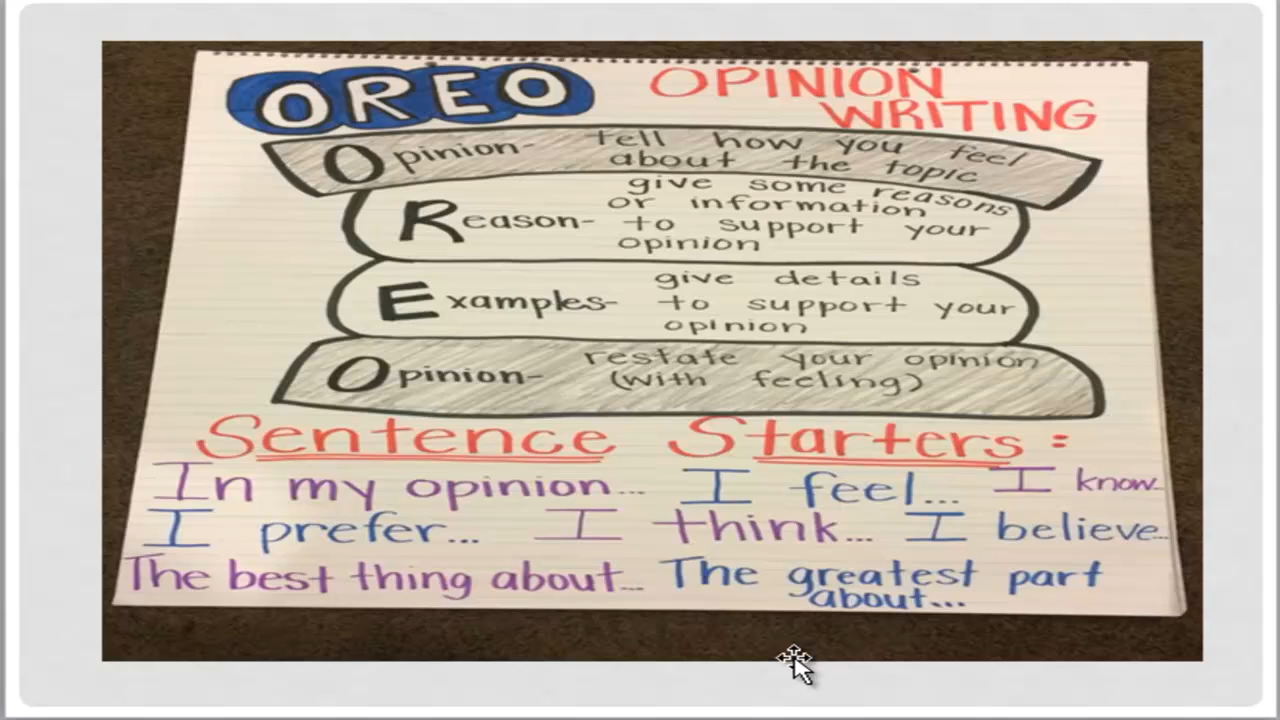 OREO OPINION
WRITING
Opinion- tell how you feel
about the topic
give some reasons
or information
Reason- to support your
opinion
give details
Examples- to support your
opinion
restate your opinion
Opinion- (with feeling)
Sentence Starters:
In my opinion... I feel... I know...
I prefer... I think... I believe...
The best thing about... The greatest part
about...